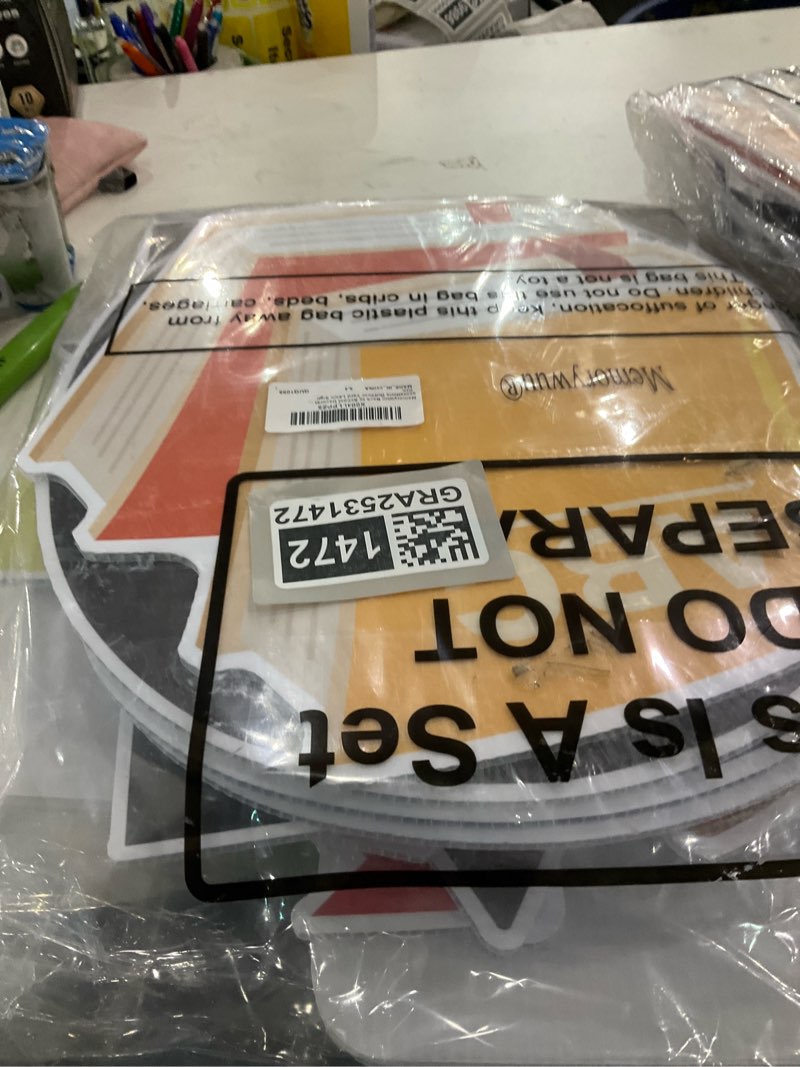 s Is A Set
DO NOT
SEPARA
1472
GRA2531472
Memorywuu®
nger of suffocation, keep this plastic bag away from
children. Do not use this bag in cribs, beds, carriages,
This bag is not a toy